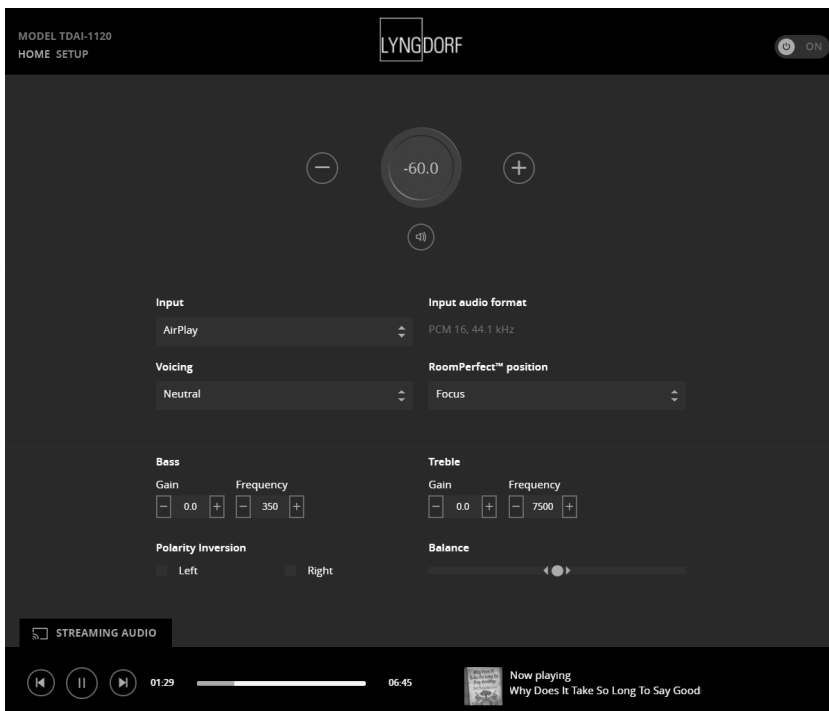 MODEL TDAI-1120
HOME SETUP
LYNGDORF
ON
-60.0
Input
Input audio format
AirPlay
PCM 16, 44.1 kHz
Voicing
RoomPerfect™ position
Neutral
Focus
Bass
Treble
Gain Frequency
Gain Frequency
− 0.0 + − 350 +
− 0.0 + − 7500 +
Polarity Inversion
Balance
Left Right
STREAMING AUDIO
01:29 06:45
Now playing
Why Does It Take So Long To Say Good